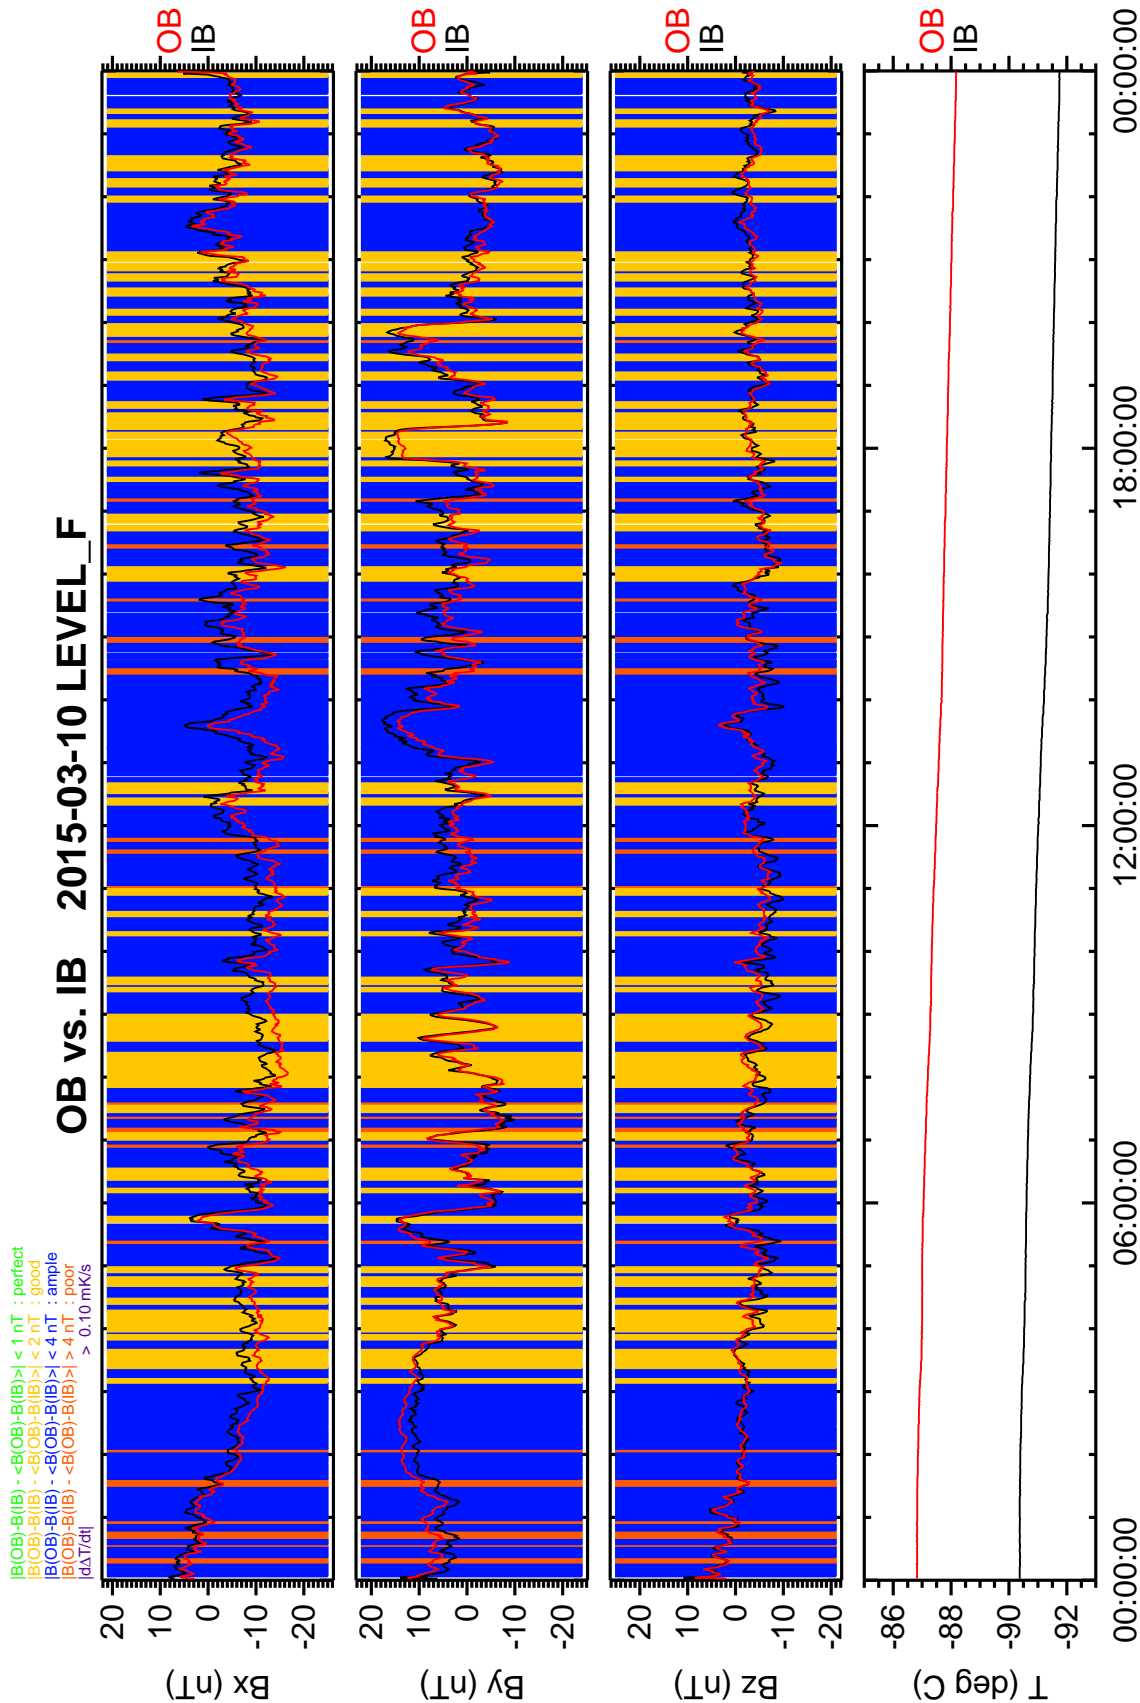 |B(OB)-B(IB) - <B(OB)-B(IB)>| < 1 nT : perfect
|B(OB)-B(IB) - <B(OB)-B(IB)>| < 2 nT : good
|B(OB)-B(IB) - <B(OB)-B(IB)>| < 4 nT : ample
|B(OB)-B(IB) - <B(OB)-B(IB)>| > 4 nT : poor
|dΔT/dt| > 0.10 mK/s
OB vs. IB 2015-03-10 LEVEL_F
Bx (nT)
20
10
0
-10
-20
OB
IB
By (nT)
20
10
0
-10
-20
OB
IB
Bz (nT)
20
10
0
-10
-20
OB
IB
T (deg C)
-86
-88
-90
-92
OB
IB
00:00:00 06:00:00 12:00:00 18:00:00 00:00:00